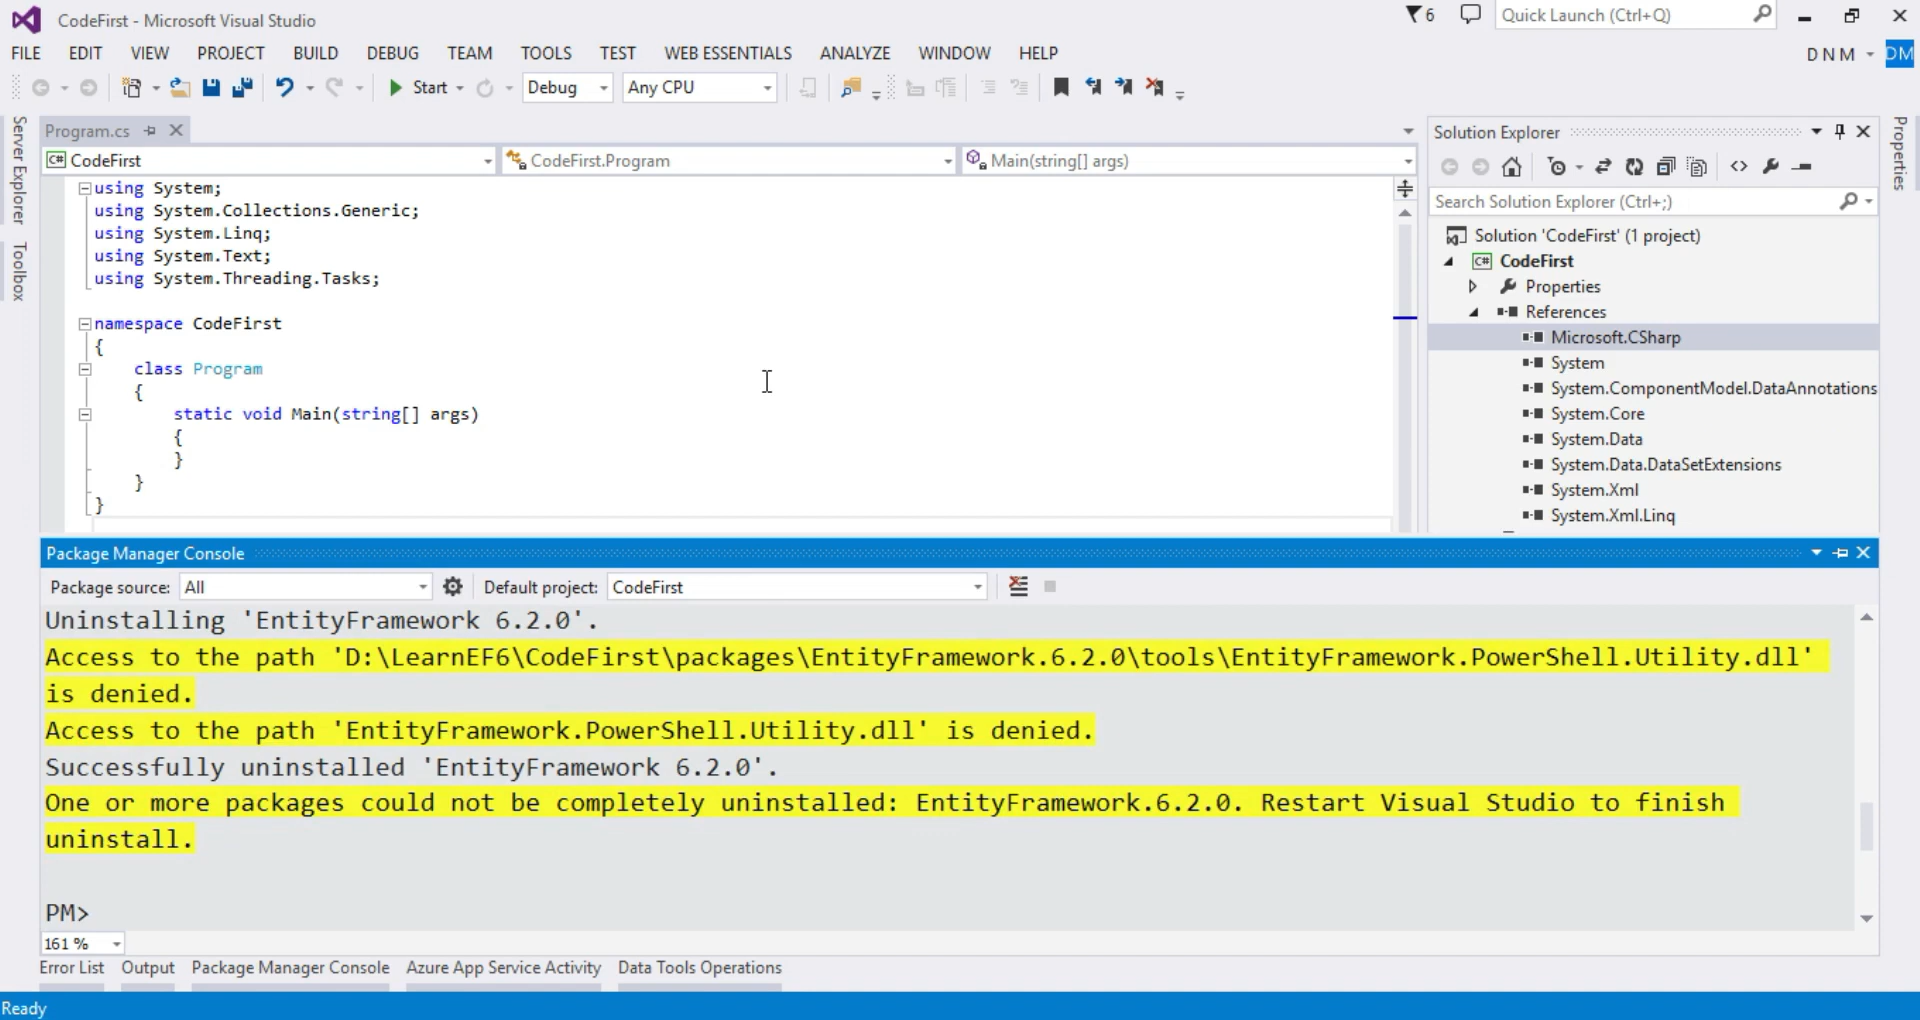 CodeFirst - Microsoft Visual Studio
6
Quick Launch (Ctrl+Q)
FILE EDIT VIEW PROJECT BUILD DEBUG TEAM TOOLS TEST WEB ESSENTIALS ANALYZE WINDOW HELP
D N M
DM
Start
Debug
Any CPU
Server Explorer
Toolbox
Program.cs
C# CodeFirst
CodeFirst.Program
Main(string[] args)
using System;
using System.Collections.Generic;
using System.Linq;
using System.Text;
using System.Threading.Tasks;
namespace CodeFirst
{
class Program
{
static void Main(string[] args)
{
}
}
}
Solution Explorer
Properties
Search Solution Explorer (Ctrl+;)
Solution 'CodeFirst' (1 project)
C# CodeFirst
Properties
References
Microsoft.CSharp
System
System.ComponentModel.DataAnnotations
System.Core
System.Data
System.Data.DataSetExtensions
System.Xml
System.Xml.Linq
Package Manager Console
Package source: All
Default project: CodeFirst
Uninstalling 'EntityFramework 6.2.0'.
Access to the path 'D:\LearnEF6\CodeFirst\packages\EntityFramework.6.2.0\tools\EntityFramework.PowerShell.Utility.dll'
is denied.
Access to the path 'EntityFramework.PowerShell.Utility.dll' is denied.
Successfully uninstalled 'EntityFramework 6.2.0'.
One or more packages could not be completely uninstalled: EntityFramework.6.2.0. Restart Visual Studio to finish
uninstall.
PM>
161 %
Error List Output Package Manager Console Azure App Service Activity Data Tools Operations
Ready